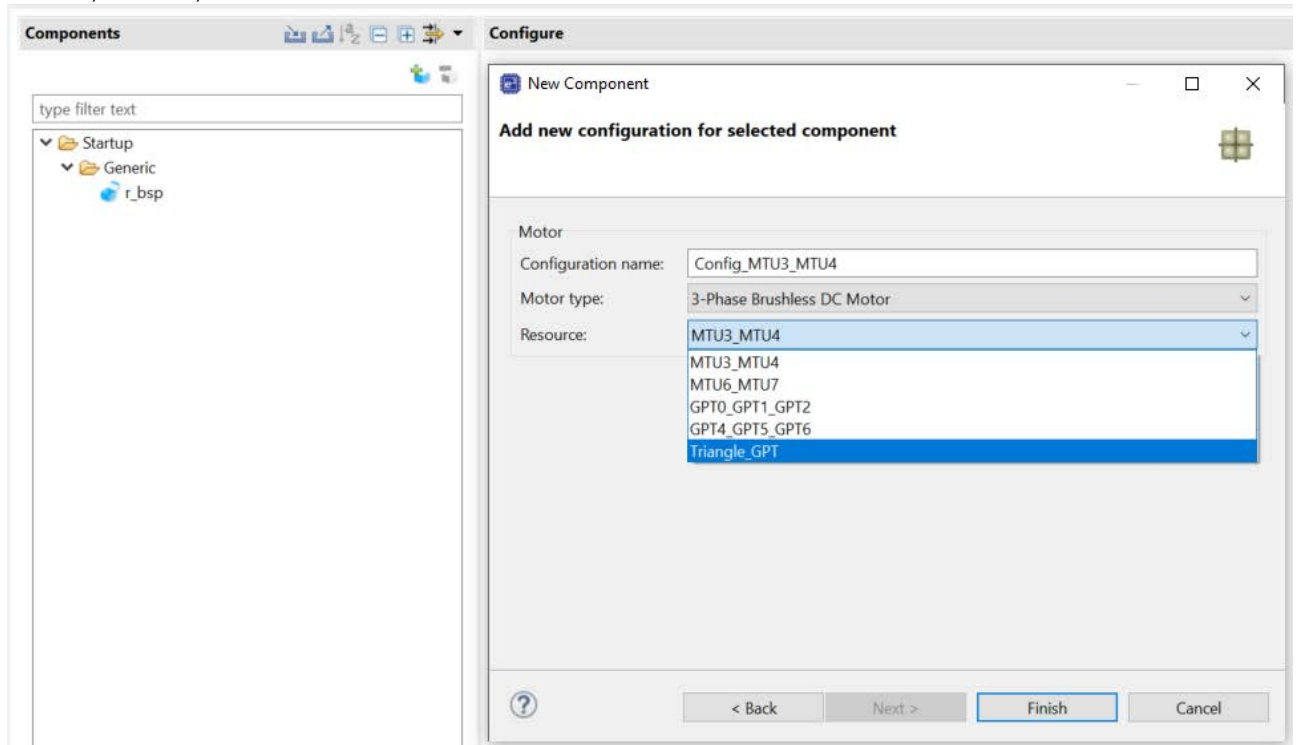 Components
Configure
type filter text
Startup
Generic
r_bsp
New Component
Add new configuration for selected component
Motor
Configuration name: Config_MTU3_MTU4
Motor type: 3-Phase Brushless DC Motor
Resource: MTU3_MTU4
MTU3_MTU4
MTU6_MTU7
GPT0_GPT1_GPT2
GPT4_GPT5_GPT6
Triangle_GPT
< Back Next > Finish Cancel